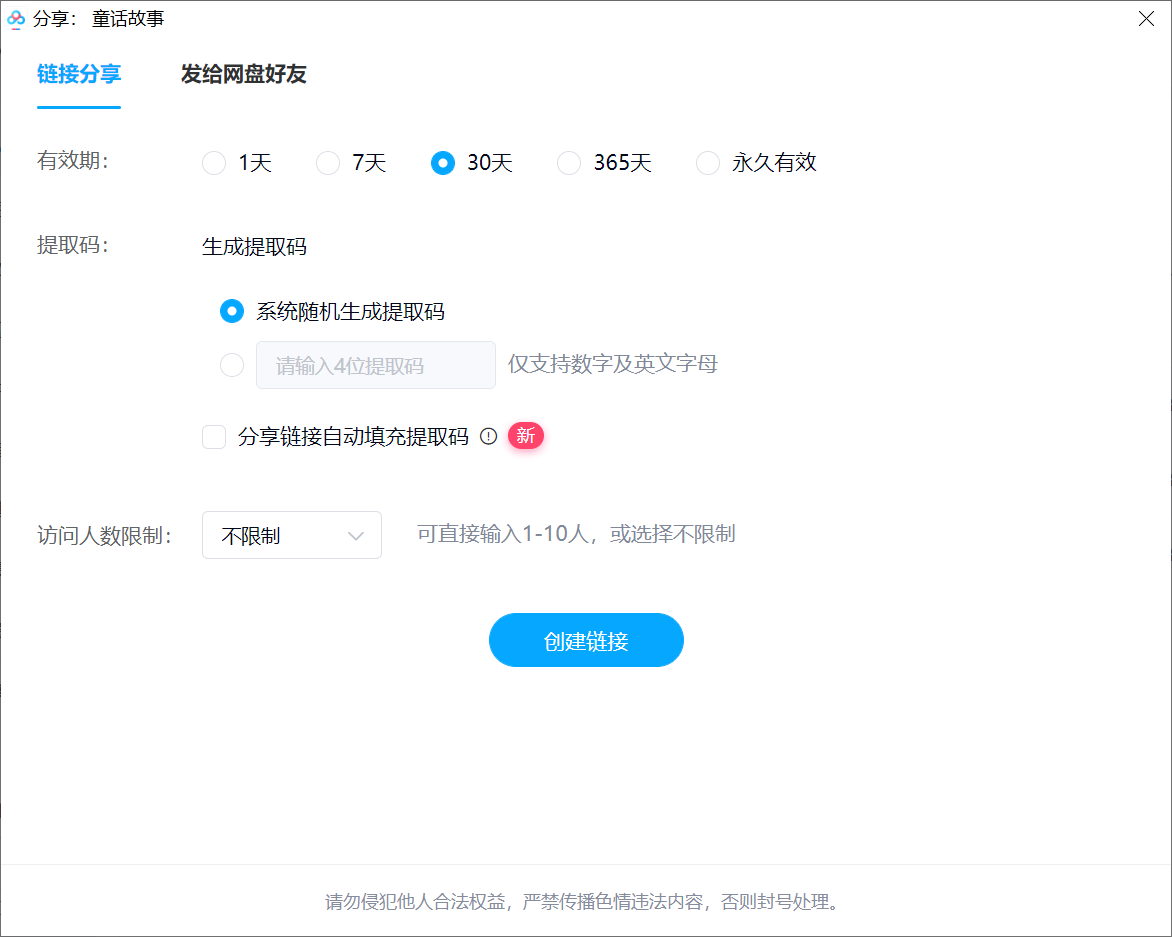 分享： 童话故事
链接分享 发给网盘好友
有效期： 1天 7天 30天 365天 永久有效
提取码： 生成提取码
系统随机生成提取码
请输入4位提取码 仅支持数字及英文字母
分享链接自动填充提取码 新
访问人数限制： 不限制 可直接输入1-10人，或选择不限制
创建链接
请勿侵犯他人合法权益，严禁传播色情违法内容，否则封号处理。